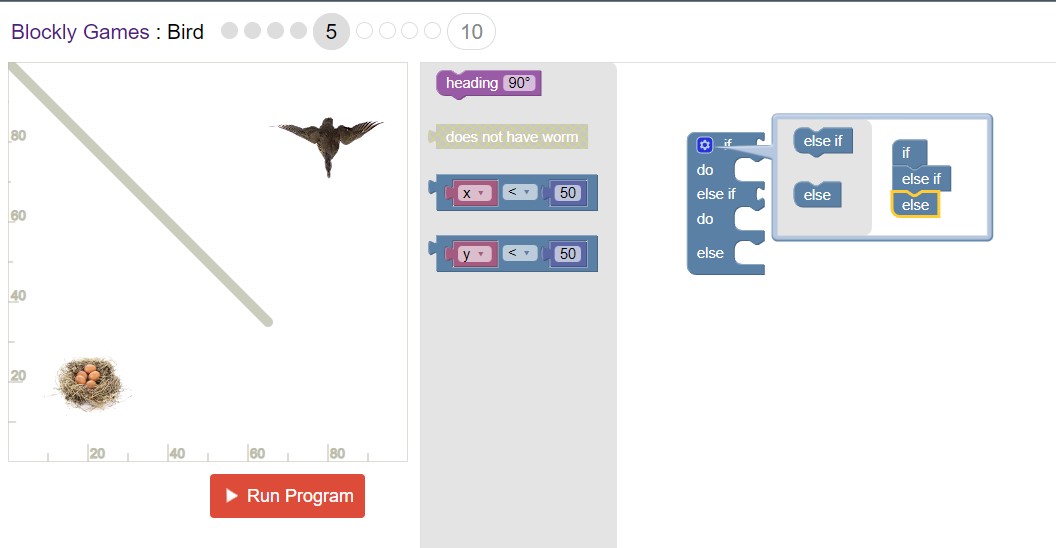 Blockly Games : Bird 5 10
80
60
40
20
20 40 60 80
Run Program
heading 90°
does not have worm
x < 50
y < 50
if
do
else if
do
else
else if
else
if
else if
else